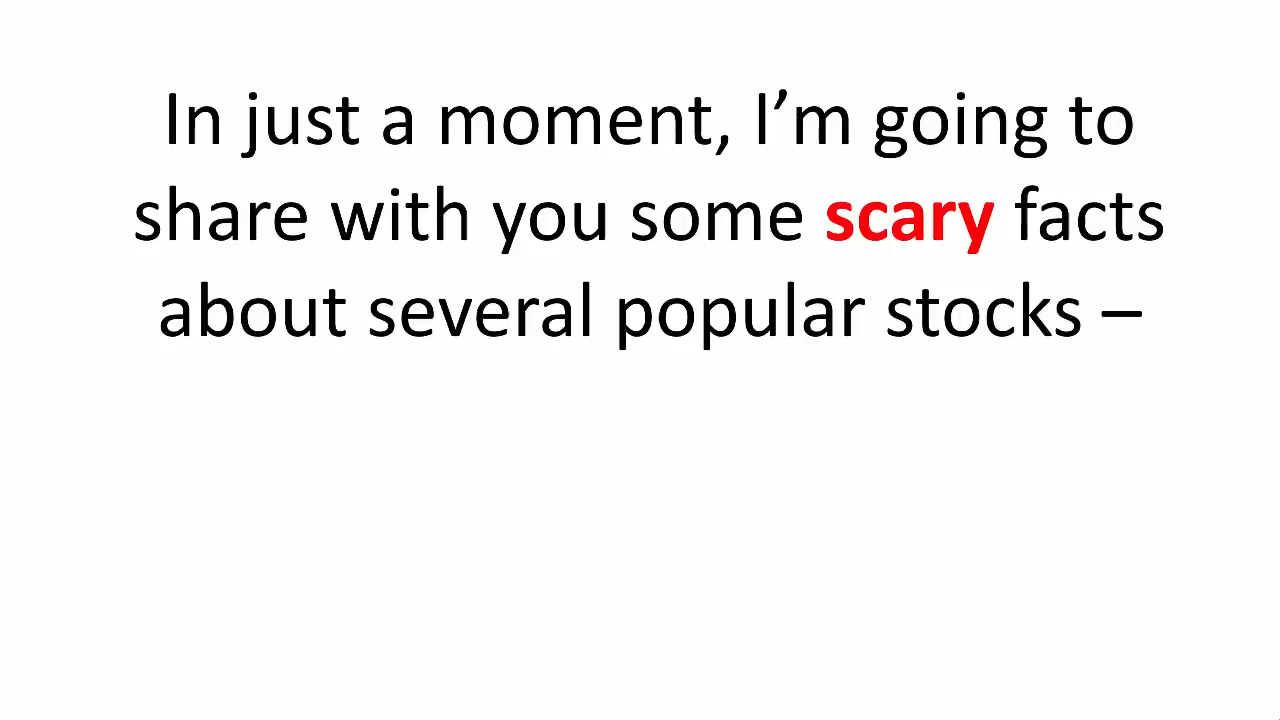 In just a moment, I’m going to
share with you some scary facts
about several popular stocks –